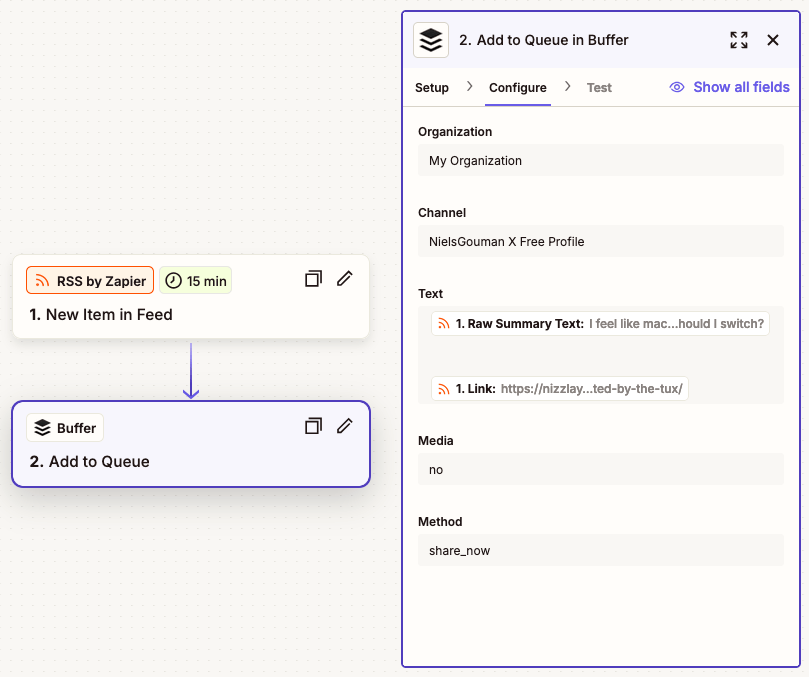 RSS by Zapier
15 min
1. New Item in Feed
Buffer
2. Add to Queue
2. Add to Queue in Buffer
Setup
Configure
Test
Show all fields
Organization
My Organization
Channel
NielsGouman X Free Profile
Text
1. Raw Summary Text: I feel like mac...hould I switch?
1. Link: https://nizzlay...ted-by-the-tux/
Media
no
Method
share_now